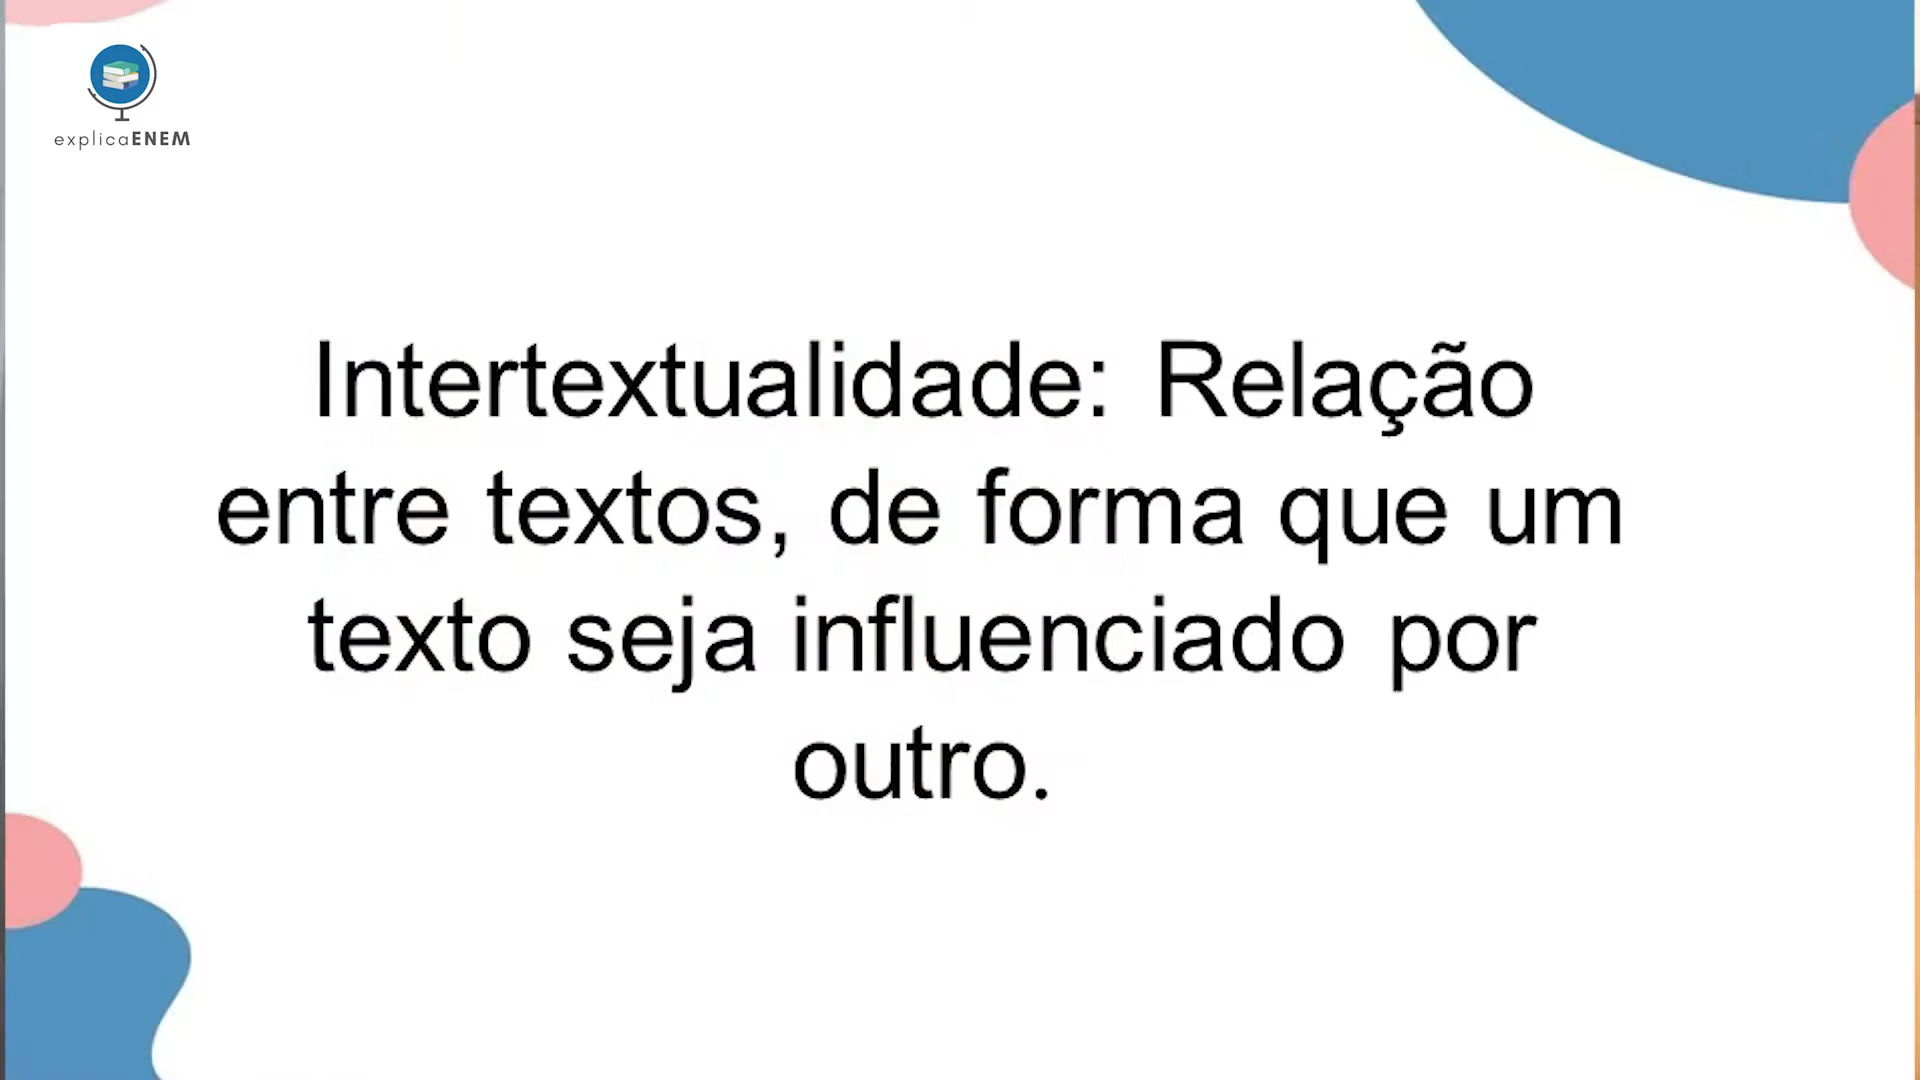 explicaENEM
Intertextualidade: Relação
entre textos, de forma que um
texto seja influenciado por
outro.